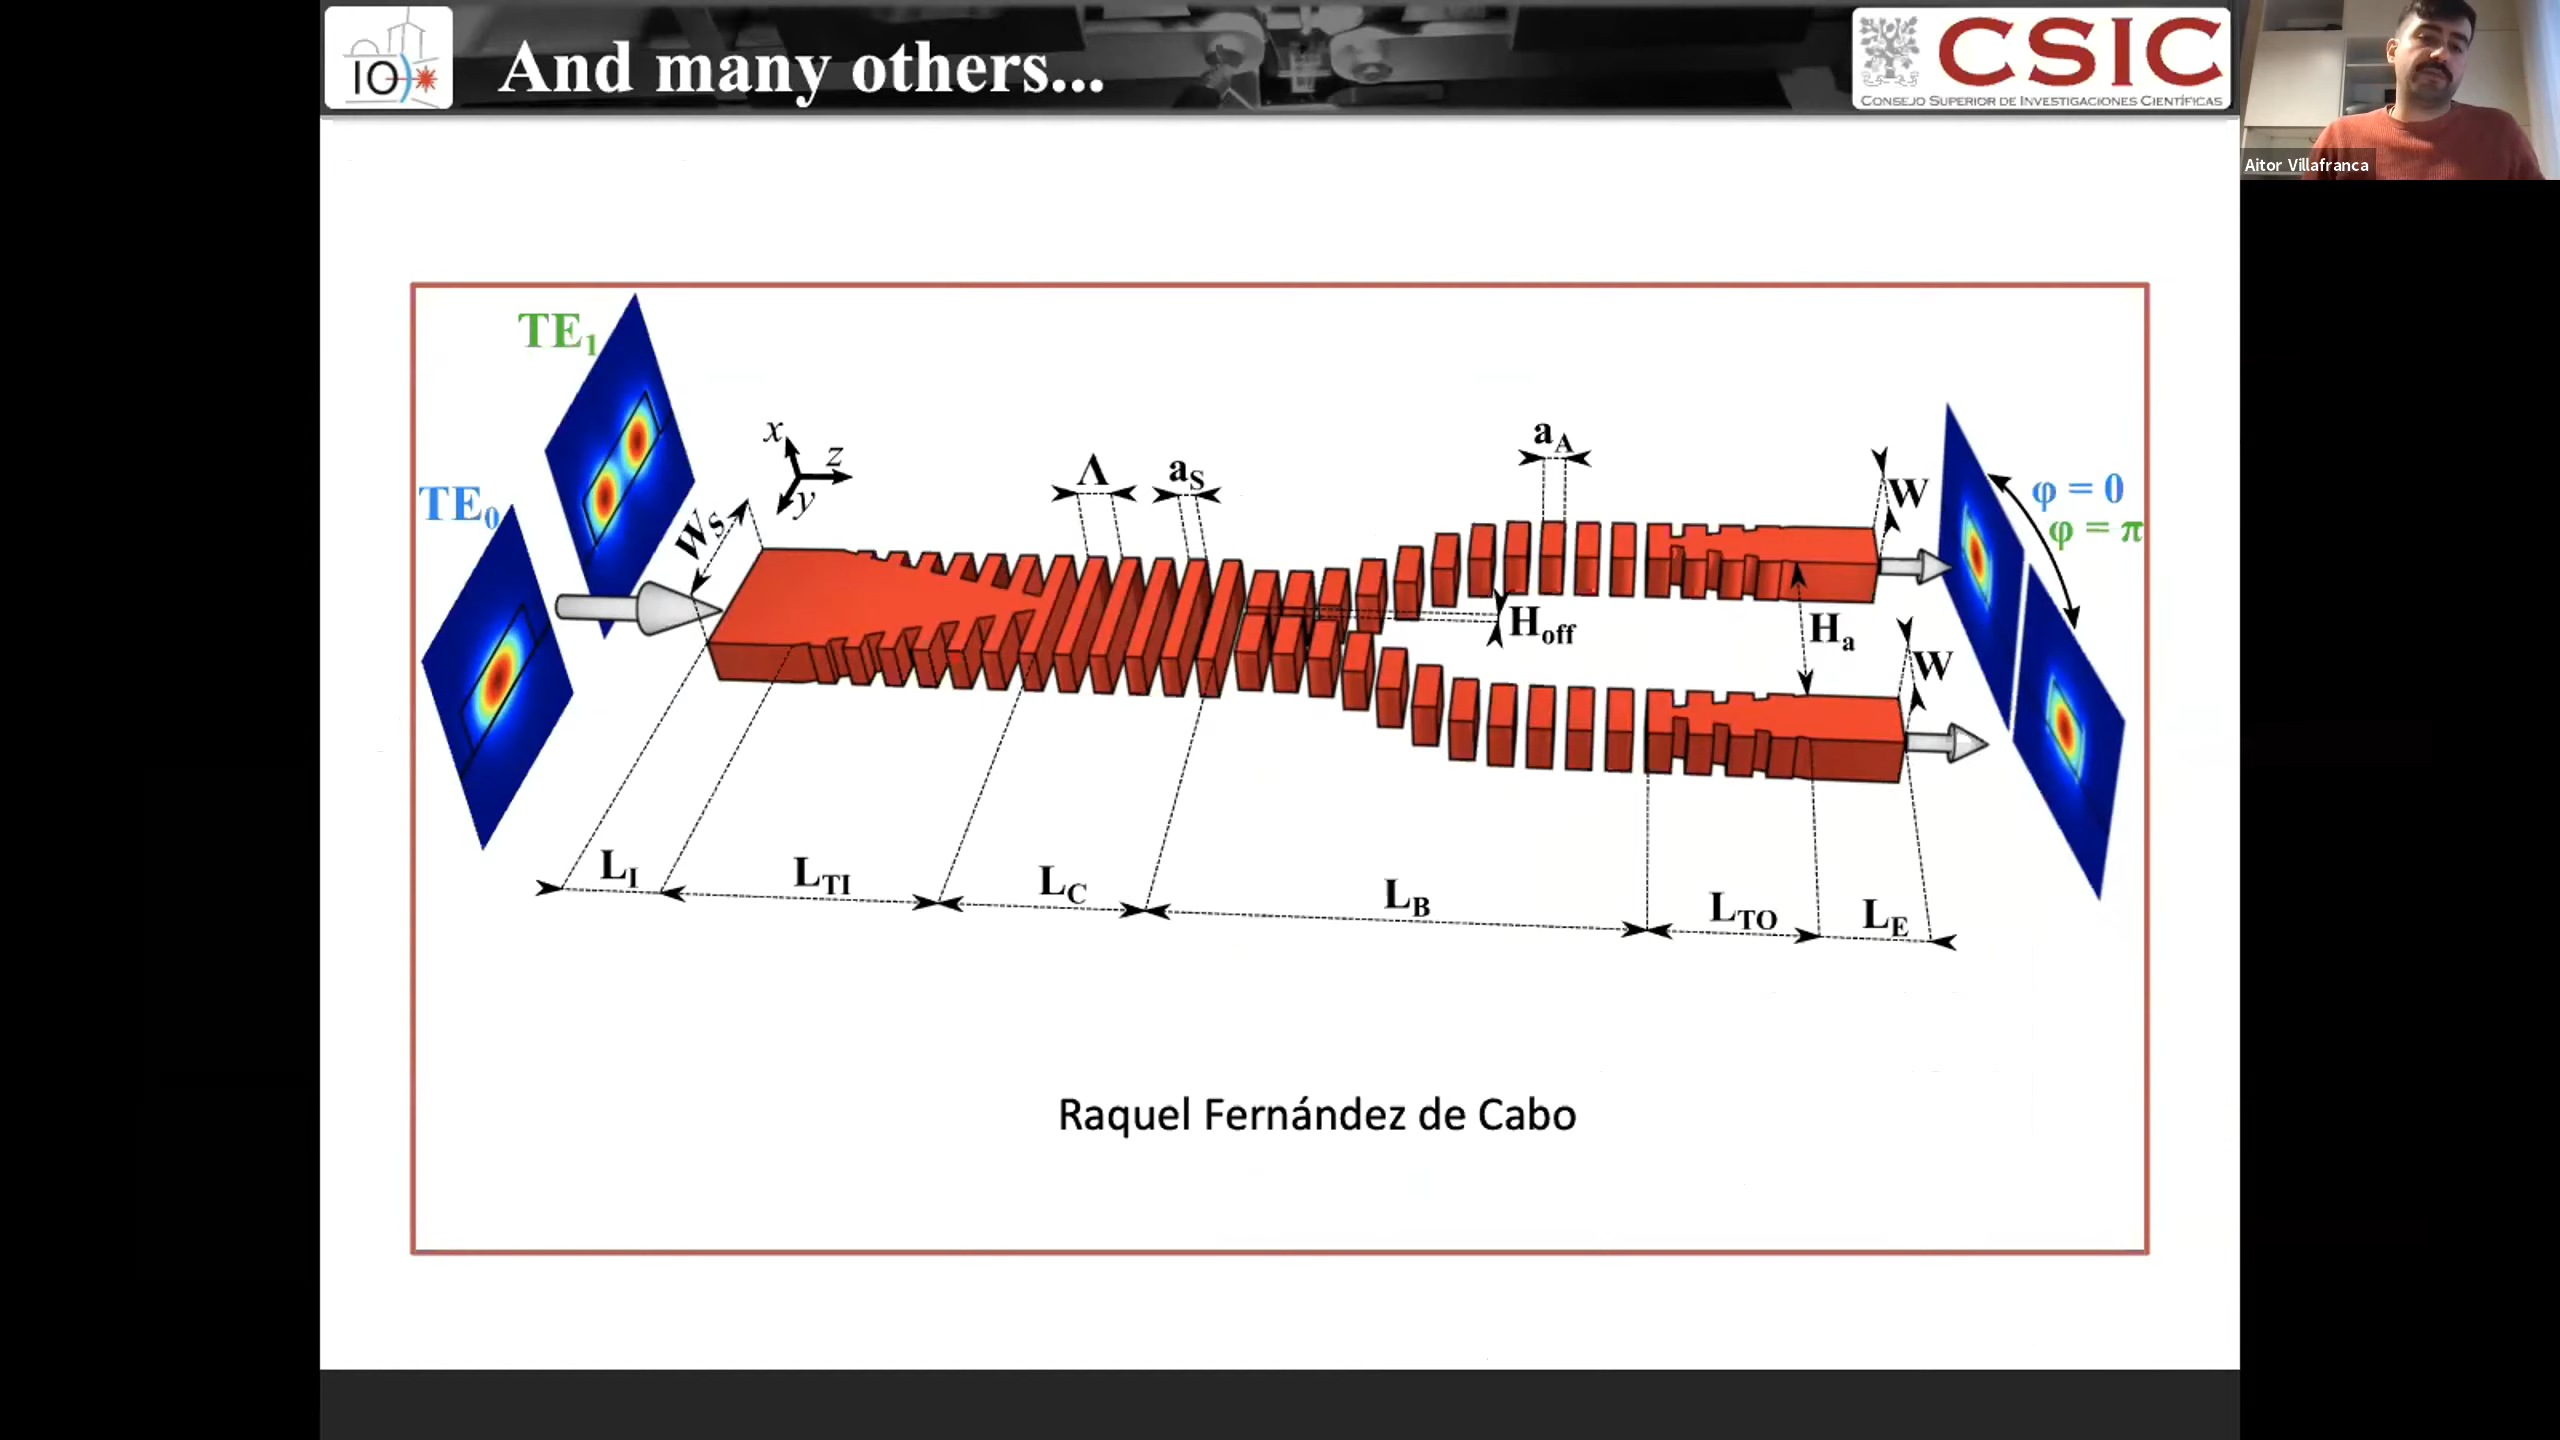 IO
And many others...
CSIC
CONSEJO SUPERIOR DE INVESTIGACIONES CIENTÍFICAS
Aitor Villafranca
TE1
TE0
x
z
y
WS
Λ
aS
aA
W
φ = 0
φ = π
Hoff
Ha
W
LI
LTI
LC
LB
LTO
LE
Raquel Fernández de Cabo